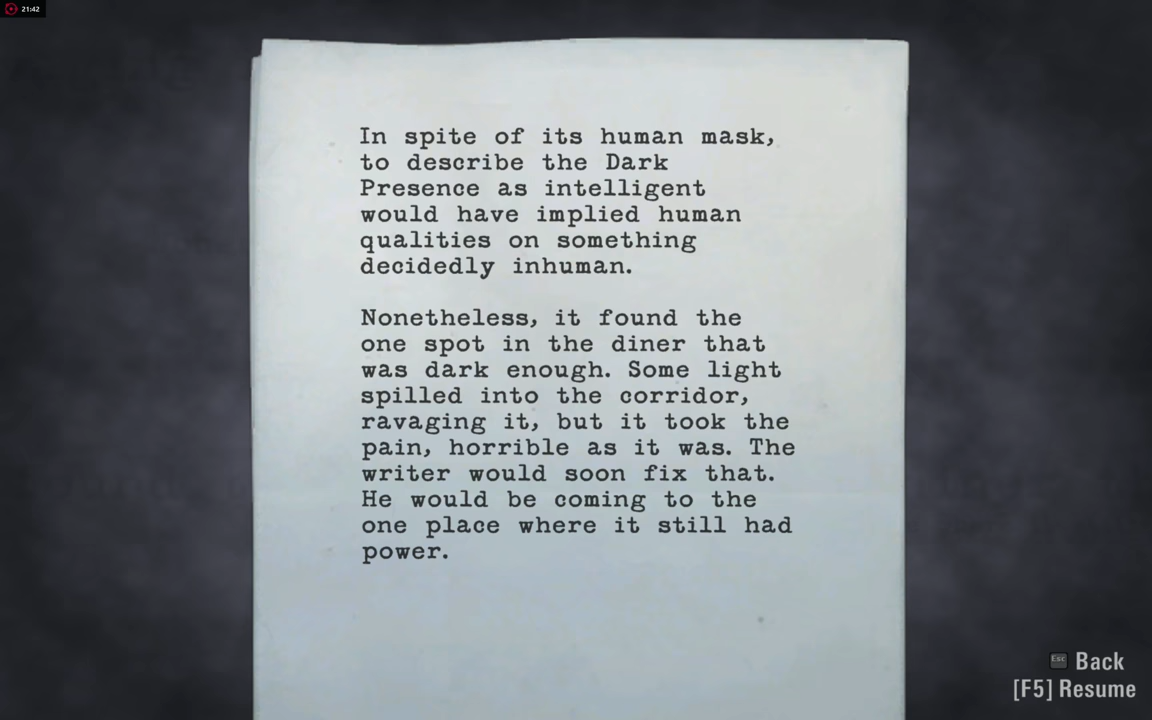 21:42
In spite of its human mask,
to describe the Dark
Presence as intelligent
would have implied human
qualities on something
decidedly inhuman.
Nonetheless, it found the
one spot in the diner that
was dark enough. Some light
spilled into the corridor,
ravaging it, but it took the
pain, horrible as it was. The
writer would soon fix that.
He would be coming to the
one place where it still had
power.
Esc Back
[F5] Resume